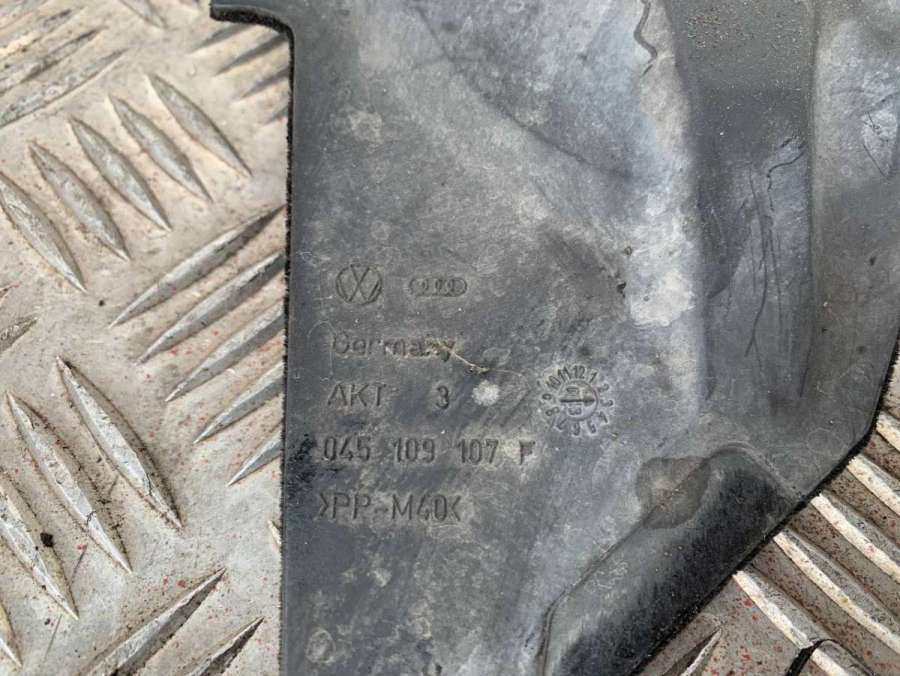 Germany
AKT 3
045 109 107 F
>PP-M40<